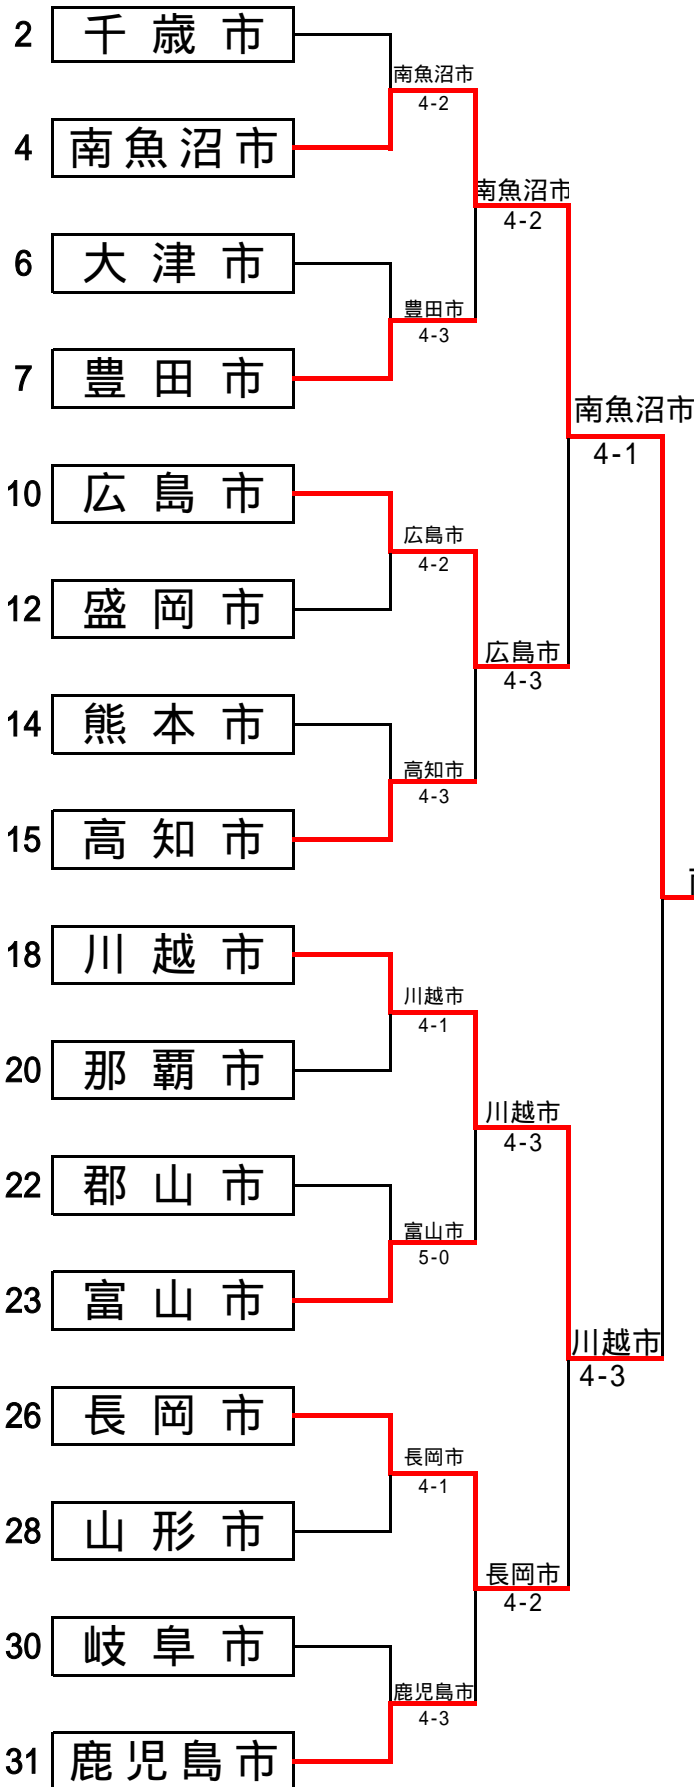 2 千歳市
南魚沼市
4-2
4 南魚沼市
南魚沼市
4-2
6 大津市
豊田市
4-3
7 豊田市
南魚沼市
4-1
10 広島市
広島市
4-2
12 盛岡市
広島市
4-3
14 熊本市
高知市
4-3
15 高知市
18 川越市
川越市
4-1
20 那覇市
川越市
4-3
22 郡山市
富山市
5-0
23 富山市
川越市
4-3
26 長岡市
長岡市
4-1
28 山形市
長岡市
4-2
30 岐阜市
鹿児島市
4-3
31 鹿児島市